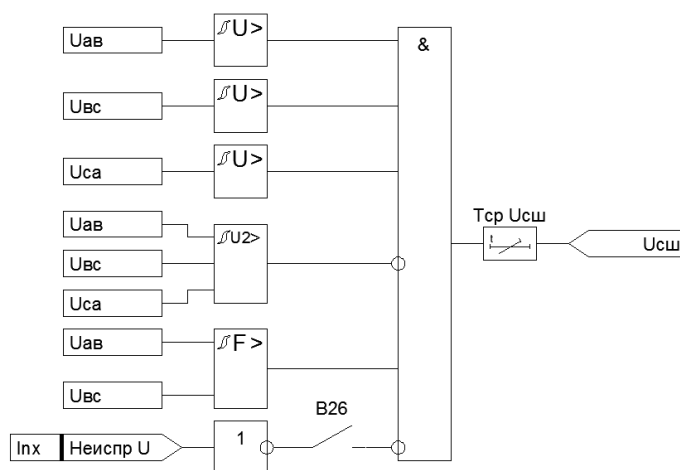 Uав
U>
&
Uвс
U>
Uса
U>
Тср Uсш
Uав
U2>
t
Uсш
Uвс
Uса
Uав
F >
Uвс
В26
Inx
Неиспр U
1